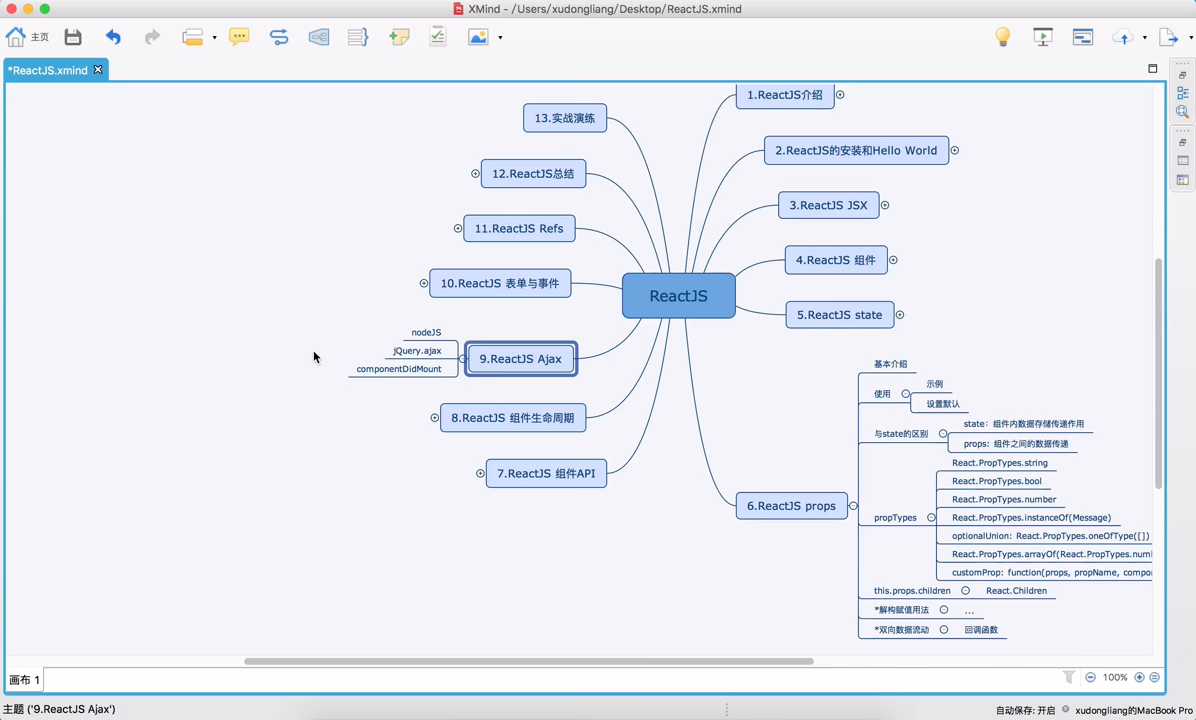 XMind - /Users/xudongliang/Desktop/ReactJS.xmind
主页
*ReactJS.xmind
1.ReactJS介绍
2.ReactJS的安装和Hello World
3.ReactJS JSX
4.ReactJS 组件
5.ReactJS state
6.ReactJS props
基本介绍
使用
示例
设置默认
与state的区别
state: 组件内数据存储传递作用
props: 组件之间的数据传递
propTypes
React.PropTypes.string
React.PropTypes.bool
React.PropTypes.number
React.PropTypes.instanceOf(Message)
optionalUnion: React.PropTypes.oneOfType([])
React.PropTypes.arrayOf(React.PropTypes.num
customProp: function(props, propName, compo
this.props.children
React.Children
*解构赋值用法
...
*双向数据流动
回调函数
ReactJS
13.实战演练
12.ReactJS总结
11.ReactJS Refs
10.ReactJS 表单与事件
9.ReactJS Ajax
nodeJS
jQuery.ajax
componentDidMount
8.ReactJS 组件生命周期
7.ReactJS 组件API
画布 1
100%
主题 ('9.ReactJS Ajax')
自动保存: 开启
xudongliang的MacBook Pro